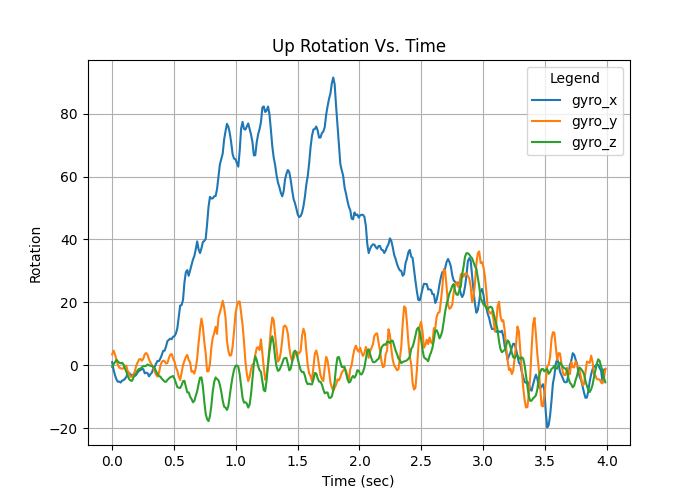 Up Rotation Vs. Time
Legend
gyro_x
gyro_y
gyro_z
Rotation
80
60
40
20
0
−20
0.0 0.5 1.0 1.5 2.0 2.5 3.0 3.5 4.0
Time (sec)